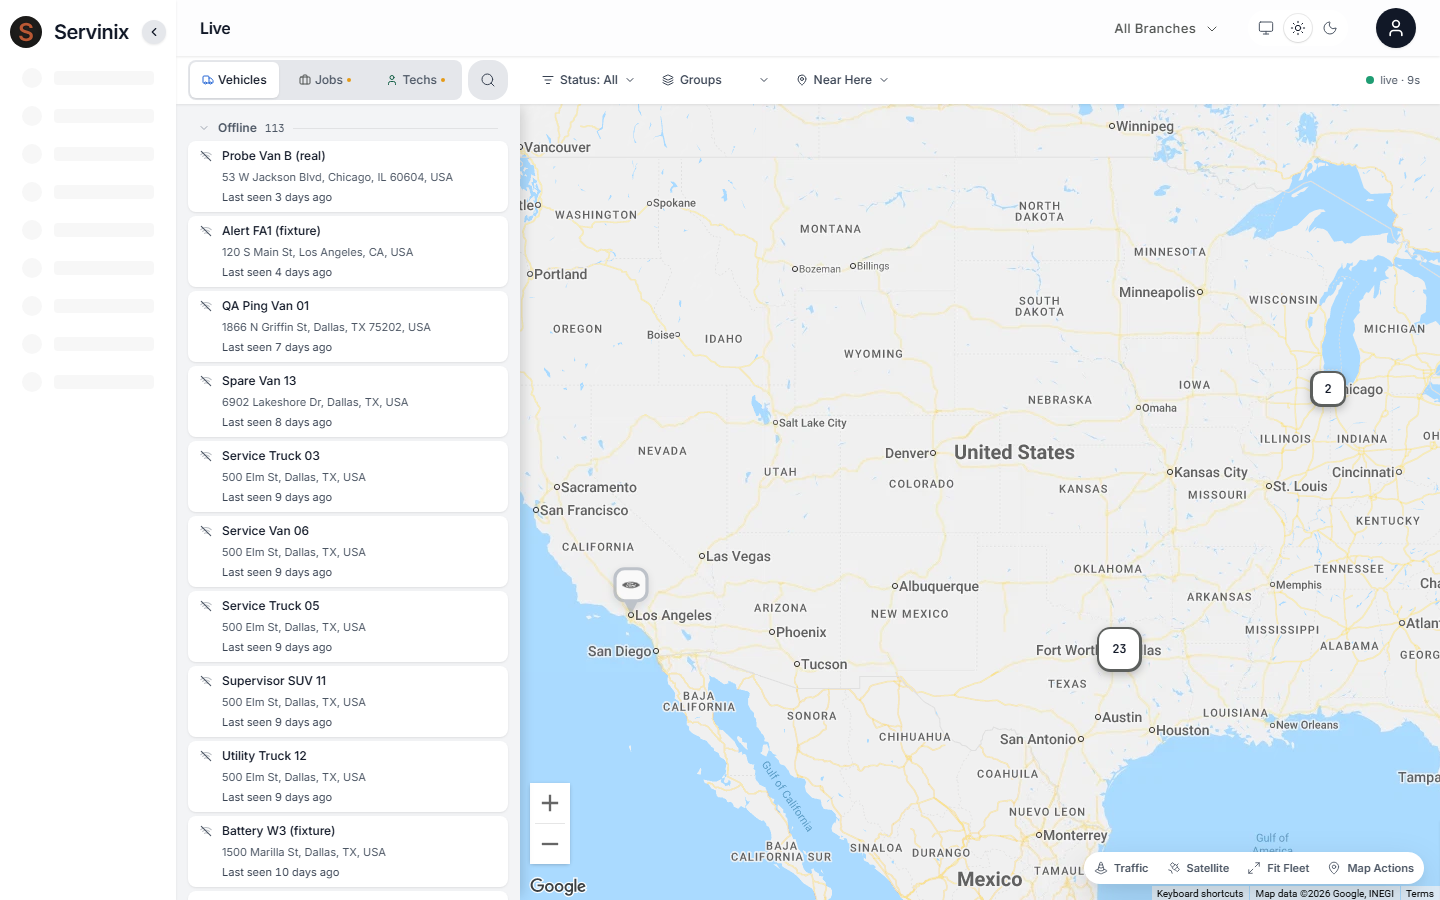 S Servinix
Live
All Branches
Vehicles
Jobs
Techs
Status: All
Groups
Near Here
live · 9s
Offline 113
Probe Van B (real)
53 W Jackson Blvd, Chicago, IL 60604, USA
Last seen 3 days ago
Alert FA1 (fixture)
120 S Main St, Los Angeles, CA, USA
Last seen 4 days ago
QA Ping Van 01
1866 N Griffin St, Dallas, TX 75202, USA
Last seen 7 days ago
Spare Van 13
6902 Lakeshore Dr, Dallas, TX, USA
Last seen 8 days ago
Service Truck 03
500 Elm St, Dallas, TX, USA
Last seen 9 days ago
Service Van 06
500 Elm St, Dallas, TX, USA
Last seen 9 days ago
Service Truck 05
500 Elm St, Dallas, TX, USA
Last seen 9 days ago
Supervisor SUV 11
500 Elm St, Dallas, TX, USA
Last seen 9 days ago
Utility Truck 12
500 Elm St, Dallas, TX, USA
Last seen 9 days ago
Battery W3 (fixture)
1500 Marilla St, Dallas, TX, USA
Last seen 10 days ago
Winnipeg
Vancouver
tle
Spokane
WASHINGTON
NORTH
DAKOTA
MONTANA
MINNESOTA
Bozeman
Billings
Portland
Minneapolis
WISCONSIN
SOUTH
DAKOTA
OREGON
Boise
IDAHO
MICHIGAN
WYOMING
IOWA
2
hicago
NEBRASKA
Omaha
Salt Lake City
ILLINOIS
INDIANA
OH
NEVADA
Denver
United States
UTAH
COLORADO
Kansas City
Cincinnati
Sacramento
KANSAS
MISSOURI
St. Louis
San Francisco
KENTUCKY
CALIFORNIA
Las Vegas
OKLAHOMA
TENNESSEE
Albuquerque
Memphis
Cha
ARKANSAS
Los Angeles
ARIZONA
NEW MEXICO
Atlan
Phoenix
MISSISSIPPI
San Diego
Fort Wort
23
las
ALABAMA
GEORG
Tucson
TEXAS
BAJA
CALIFORNIA
SONORA
Austin
LOUISIANA
New Orleans
CHIHUAHUA
San Antonio
Houston
Gulf of California
COAHUILA
Tampa
NUEVO LEON
Monterrey
Gulf of
America
BAJA
CALIFORNIA SUR
SINALOA
DURANGO
TAMAUL
Mexico
Traffic
Satellite
Fit Fleet
Map Actions
Google
Keyboard shortcuts
Map data ©2026 Google, INEGI
Terms